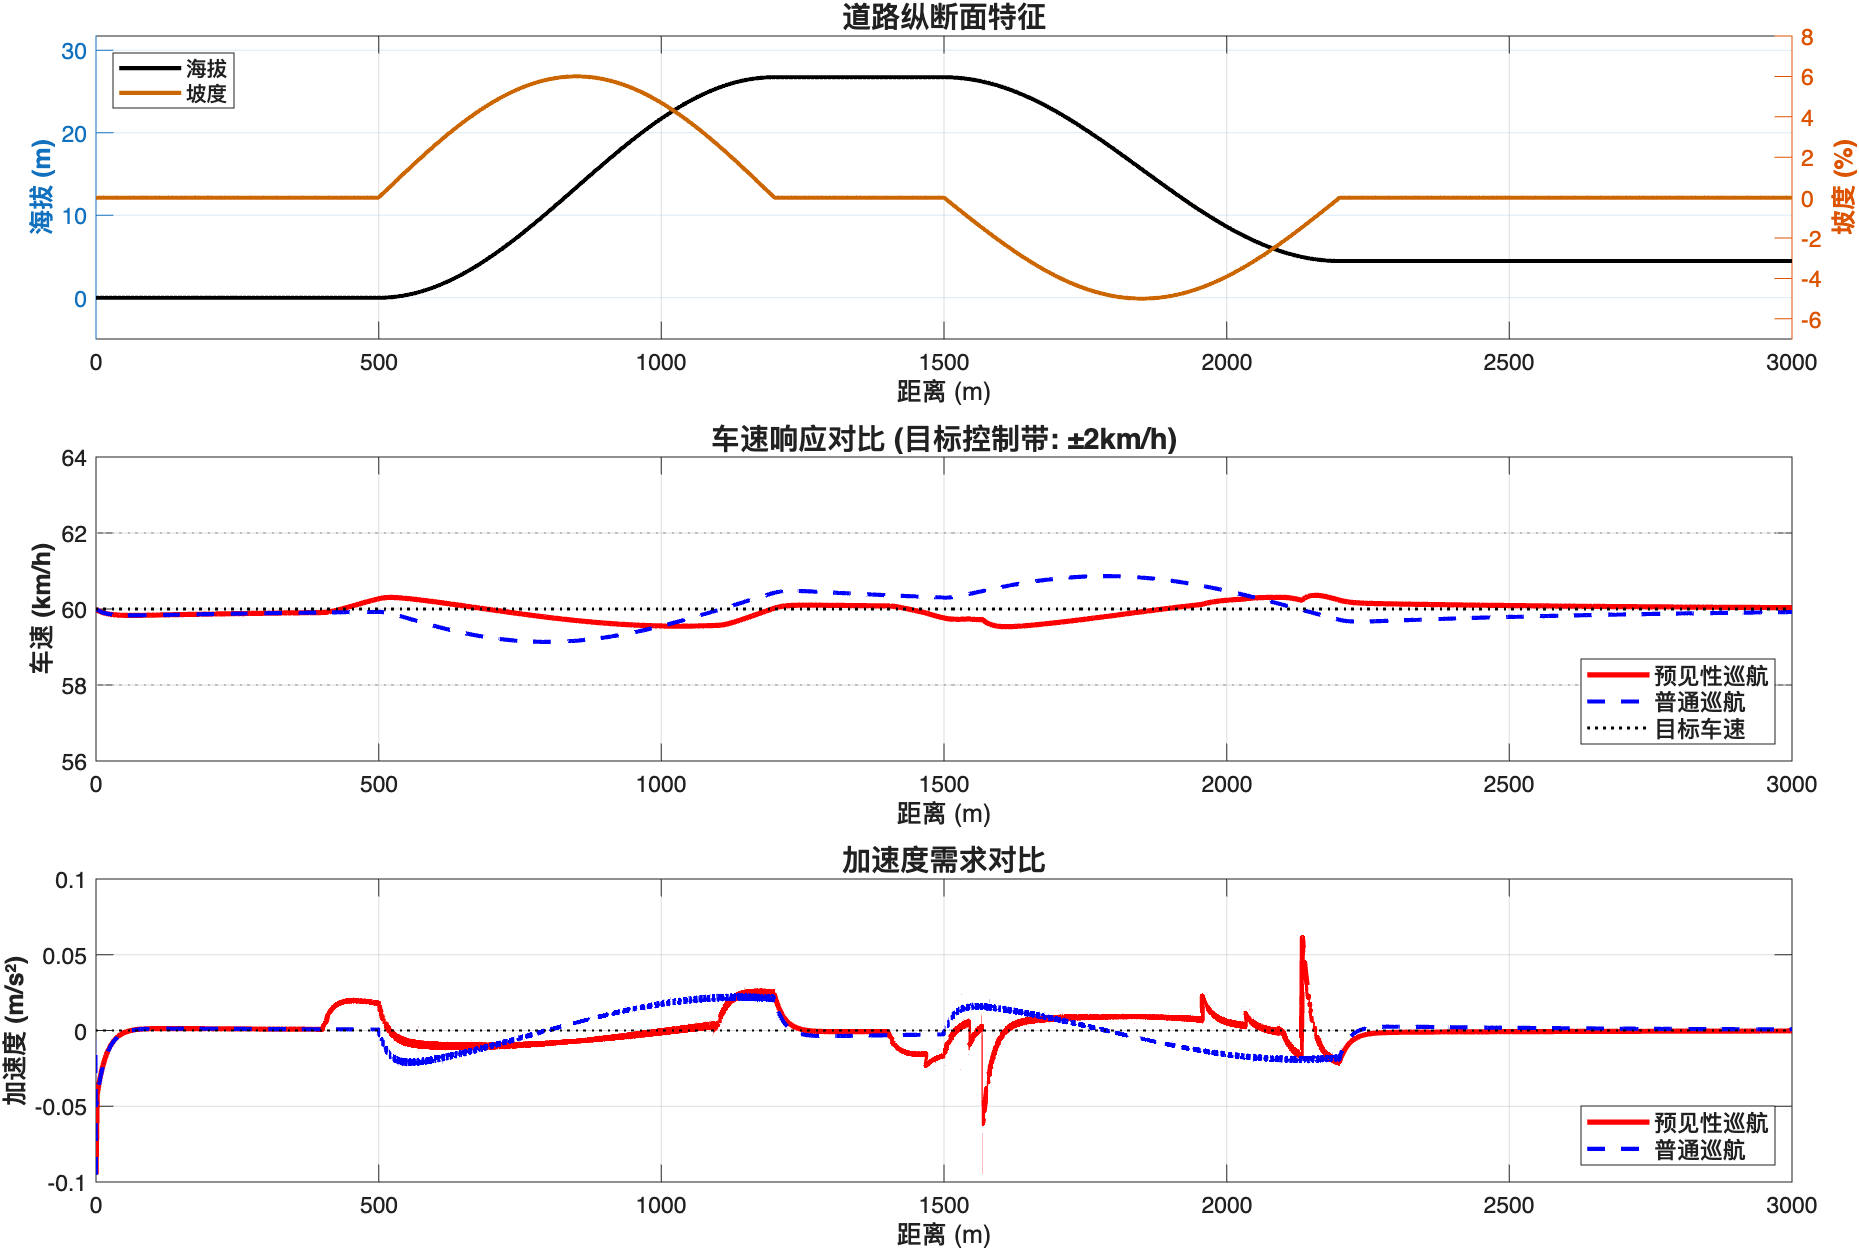 道路纵断面特征
海拔
坡度
海拔 (m)
30
20
10
0
坡度 (%)
8
6
4
2
0
-2
-4
-6
0 500 1000 1500 2000 2500 3000
距离 (m)
车速响应对比 (目标控制带: ±2km/h)
车速 (km/h)
64
62
60
58
56
预见性巡航
普通巡航
目标车速
0 500 1000 1500 2000 2500 3000
距离 (m)
加速度需求对比
加速度 (m/s²)
0.1
0.05
0
-0.05
-0.1
预见性巡航
普通巡航
0 500 1000 1500 2000 2500 3000
距离 (m)